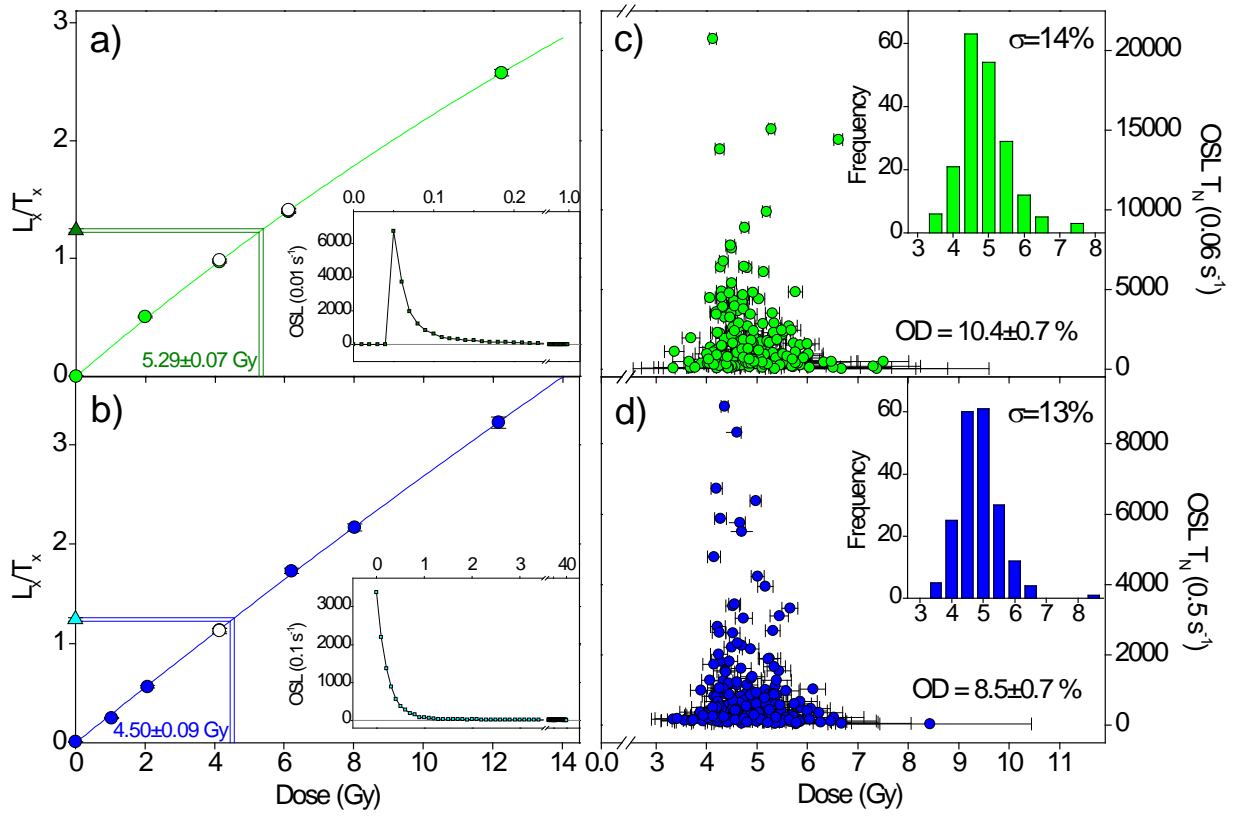 a)
3
2
1
0
Lx/Tx
5.29±0.07 Gy
0.0 0.1 0.2 1.0
OSL (0.01 s-1)
6000
4000
2000
0
b)
3
2
1
0
Lx/Tx
4.50±0.09 Gy
0 1 2 3 40
OSL (0.1 s-1)
3000
2000
1000
0
0 2 4 6 8 10 12 14
Dose (Gy)
c)
σ=14%
Frequency
60
40
20
0
3 4 5 6 7 8
OD = 10.4±0.7 %
20000
15000
10000
5000
0
OSL TN (0.06 s-1)
d)
σ=13%
Frequency
60
40
20
0
3 4 5 6 7 8
OD = 8.5±0.7 %
8000
6000
4000
2000
0
OSL TN (0.5 s-1)
0.0 3 4 5 6 7 8 9 10 11
Dose (Gy)